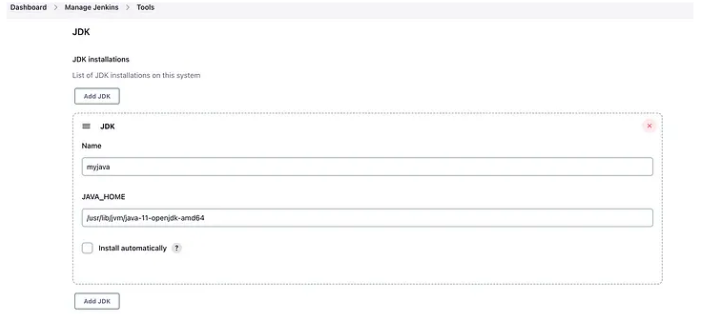 Dashboard > Manage Jenkins > Tools
JDK
JDK installations
List of JDK installations on this system
Add JDK
JDK
Name
myjava
JAVA_HOME
/usr/lib/jvm/java-11-openjdk-amd64
Install automatically ?
Add JDK